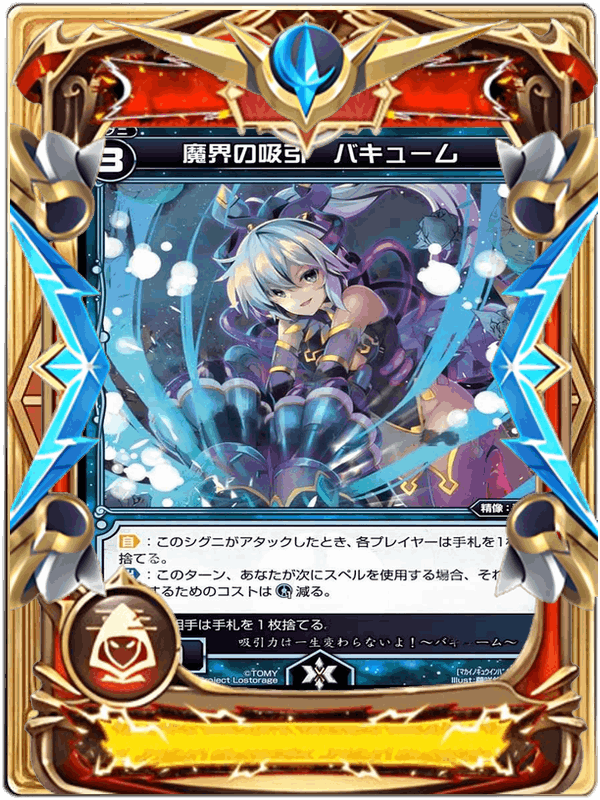 3
魔界の吸引 バキューム
精像：
自：このシグニがアタックしたとき、各プレイヤーは手札を1
捨てる。
：このターン、あなたが次にスペルを使用する場合、それ
するためのコストは 減る。
相手は手札を１枚捨てる。
吸引力は一生変わらないよ！～バキューム～
©TOMY
Project Lostorage
Illust.